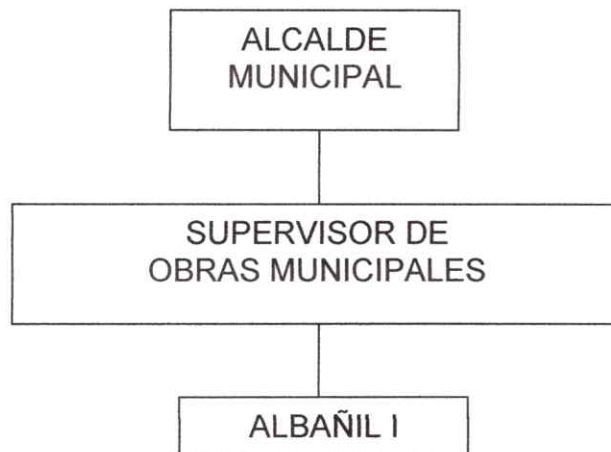 ALCALDE
MUNICIPAL
SUPERVISOR DE
OBRAS MUNICIPALES
ALBAÑIL I